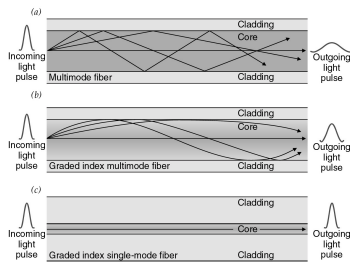 (a)
Cladding
Core
Incoming
light
pulse
Outgoing
light
pulse
Multimode fiber
Cladding
(b)
Cladding
Core
Incoming
light
pulse
Outgoing
light
pulse
Graded index multimode fiber
Cladding
(c)
Cladding
Core
Incoming
light
pulse
Outgoing
light
pulse
Graded index single-mode fiber
Cladding